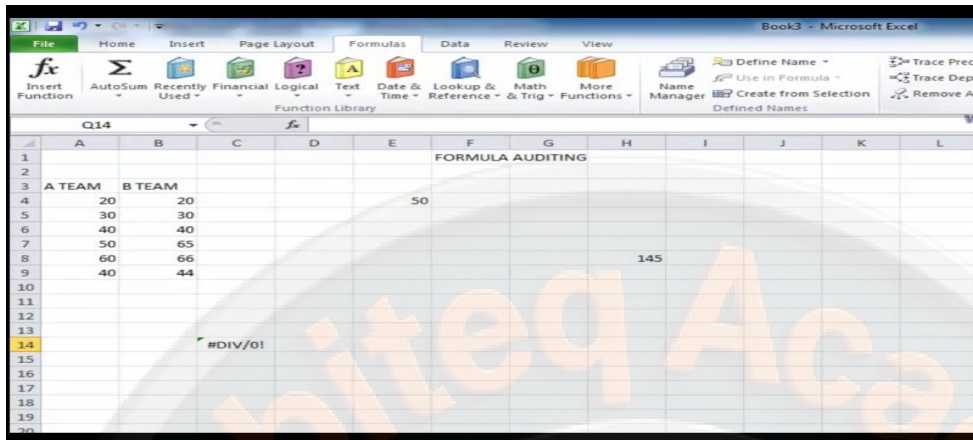 Book3 - Microsoft Excel
File Home Insert Page Layout Formulas Data Review View
fx Σ ? A θ
Insert Function AutoSum Recently Used Financial Logical Text Date & Time Lookup & Reference Math & Trig More Functions Name Manager
Define Name
Use in Formula
Create from Selection
Trace Prec
Trace Dep
Remove A
Function Library Defined Names
Q14 fx
A B C D E F G H I J K L
1 FORMULA AUDITING
2
3 A TEAM B TEAM
4 20 20 50
5 30 30
6 40 40
7 50 65
8 60 66 145
9 40 44
10
11
12
13
14 #DIV/0!
15
16
17
18
19
20
biteq Aca